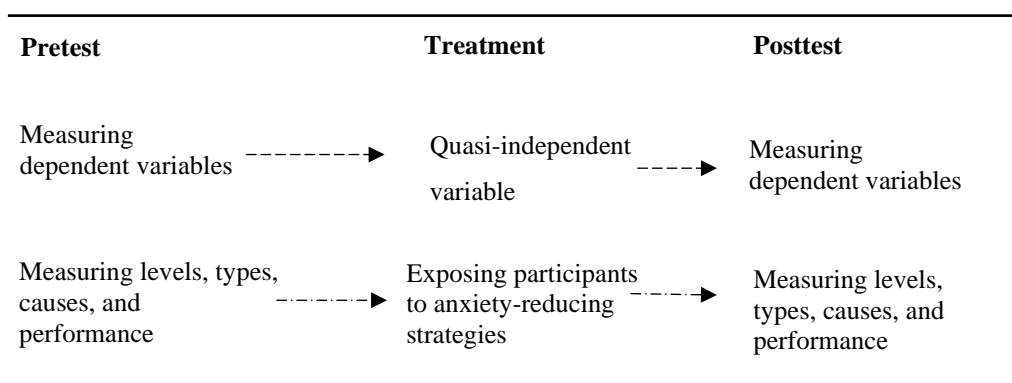 Pretest
Treatment
Posttest
Measuring
dependent variables
Quasi-independent
variable
Measuring
dependent variables
Measuring levels, types,
causes, and
performance
Exposing participants
to anxiety-reducing
strategies
Measuring levels,
types, causes, and
performance